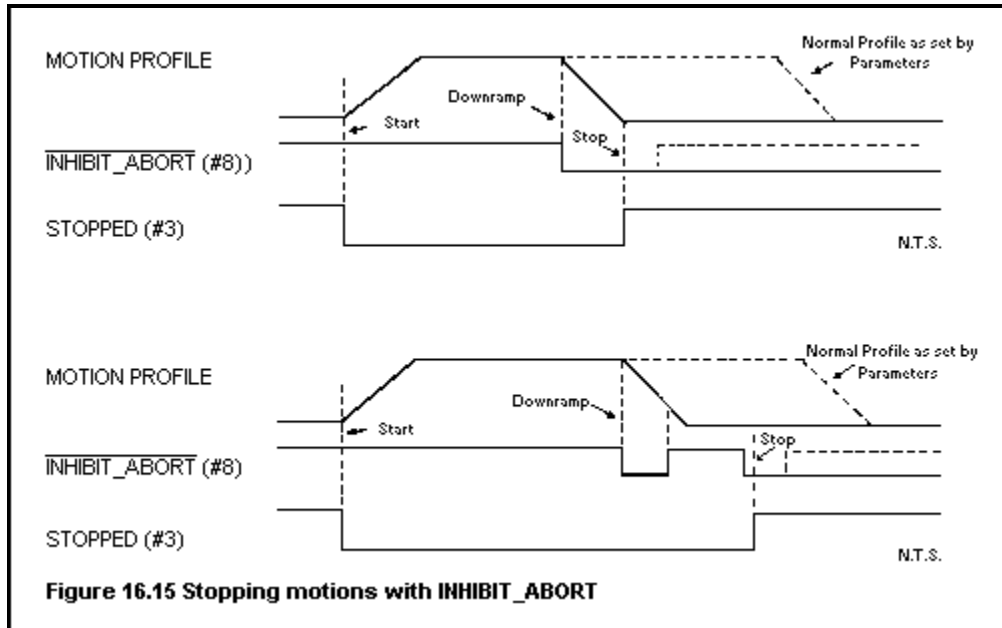 MOTION PROFILE
Normal Profile as set by
Parameters
Downramp
Start
Stop
INHIBIT_ABORT (#8))
STOPPED (#3)
N.T.S.
MOTION PROFILE
Normal Profile as set by
Parameters
Downramp
Start
Stop
INHIBIT_ABORT (#8)
STOPPED (#3)
N.T.S.
Figure 16.15 Stopping motions with INHIBIT_ABORT